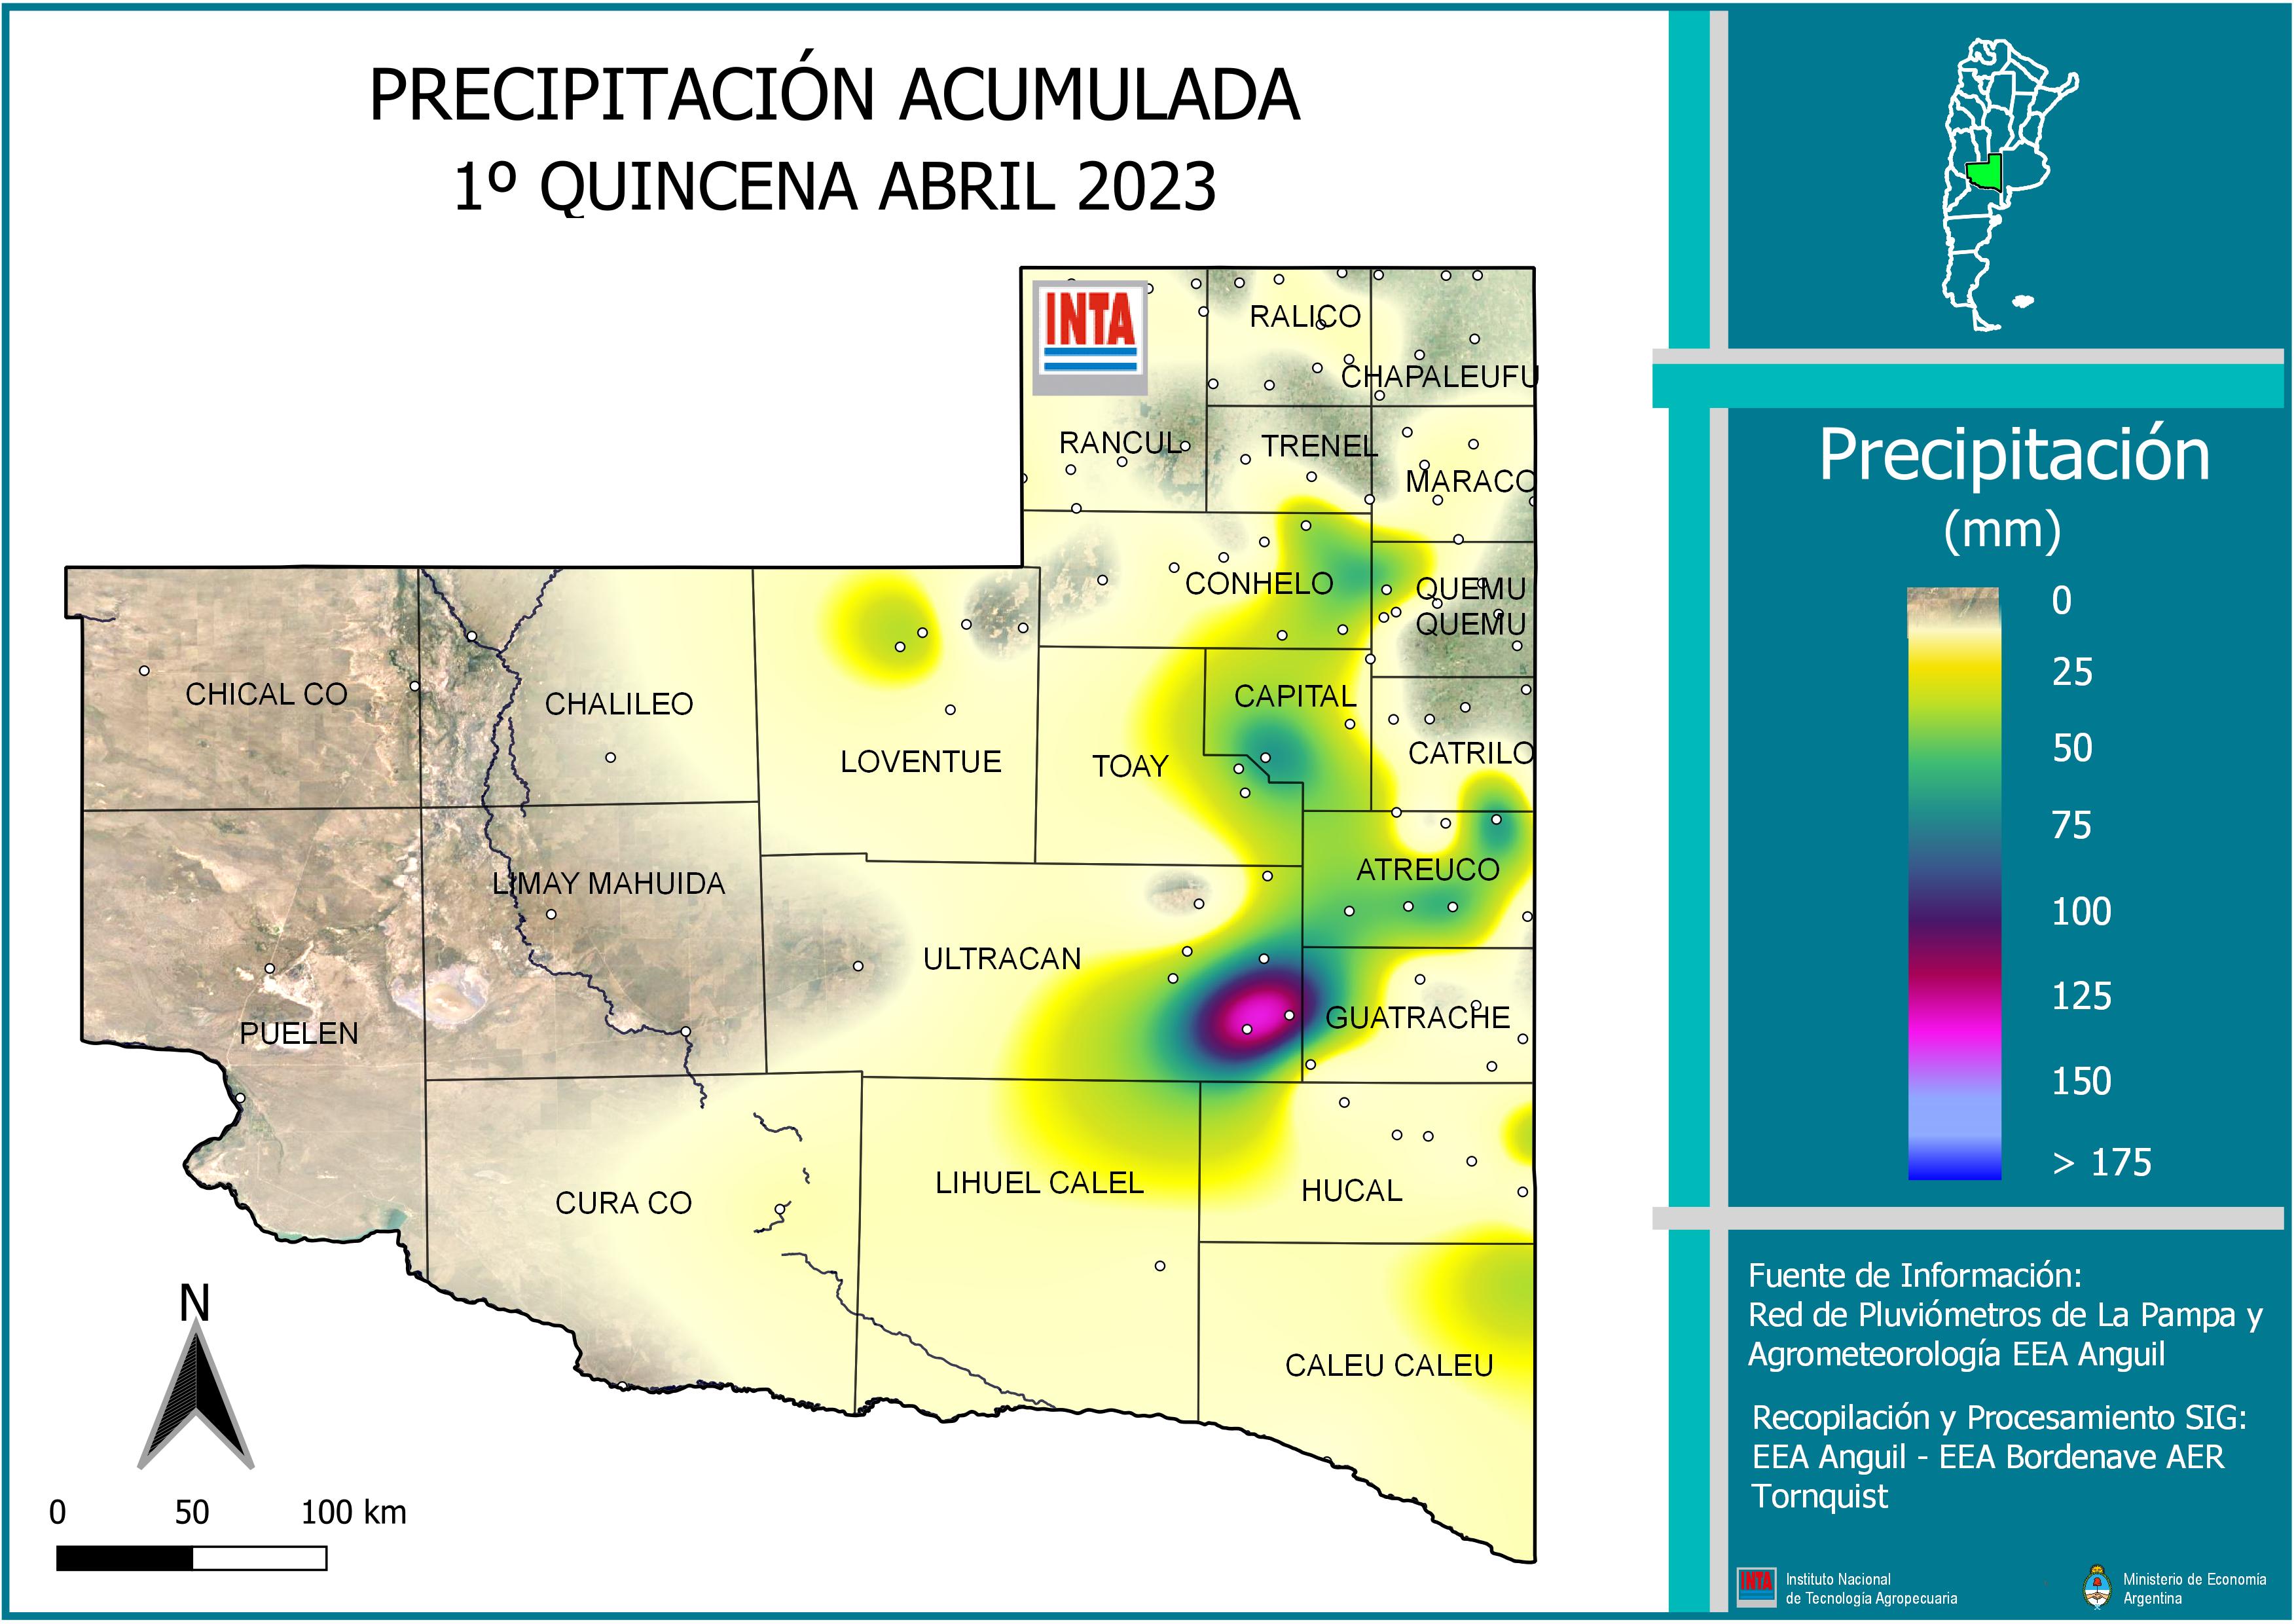 PRECIPITACIÓN ACUMULADA
1º QUINCENA ABRIL 2023
INTA
RALICO
CHAPALEUFU
RANCUL
TRENEL
MARACO
CONHELO
QUEMU
QUEMU
CHICAL CO
CHALILEO
CAPITAL
LOVENTUE
TOAY
CATRILO
LIMAY MAHUIDA
ATREUCO
ULTRACAN
PUELEN
GUATRACHE
CURA CO
LIHUEL CALEL
HUCAL
CALEU CALEU
N
0 50 100 km
Precipitación
(mm)
0
25
50
75
100
125
150
> 175
Fuente de Información:
Red de Pluviómetros de La Pampa y
Agrometeorología EEA Anguil
Recopilación y Procesamiento SIG:
EEA Anguil - EEA Bordenave AER
Tornquist
INTA
Instituto Nacional
de Tecnología Agropecuaria
Ministerio de Economia
Argentina